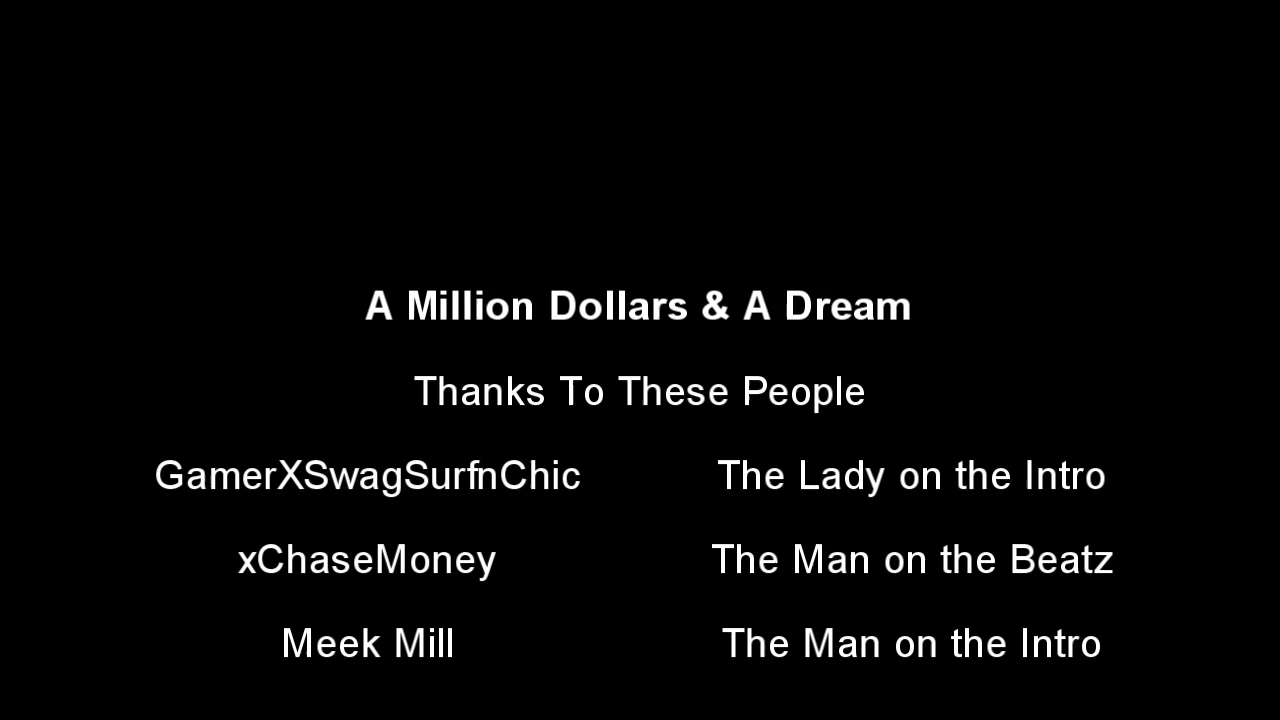 A Million Dollars & A Dream
Thanks To These People
GamerXSwagSurfnChic The Lady on the Intro
xChaseMoney The Man on the Beatz
Meek Mill The Man on the Intro